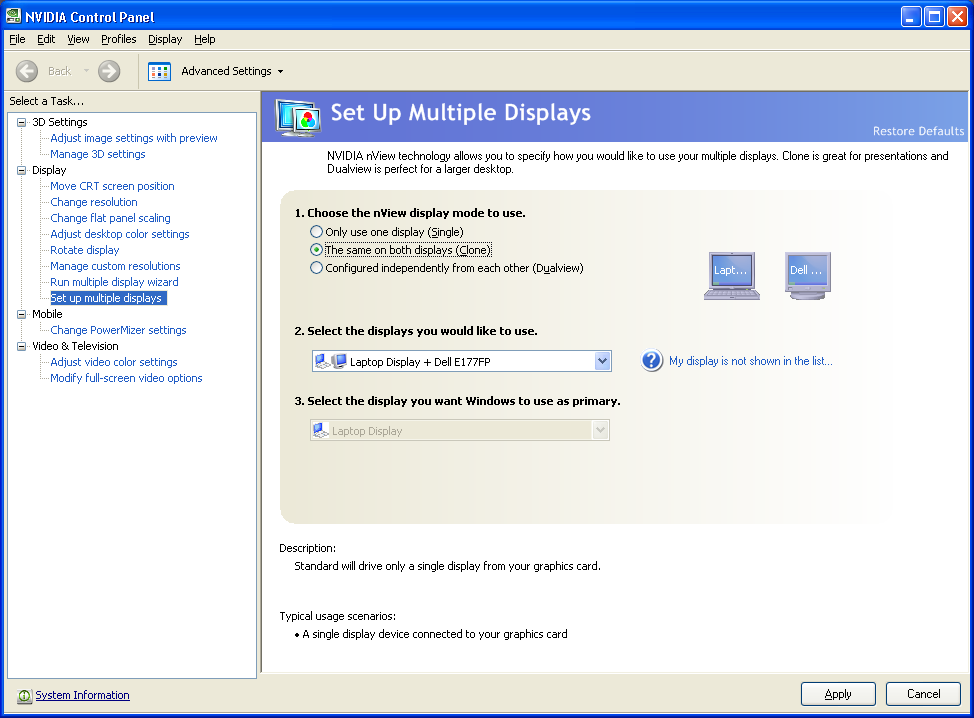 NVIDIA Control Panel
File Edit View Profiles Display Help
Back Advanced Settings
Select a Task...
3D Settings
Adjust image settings with preview
Manage 3D settings
Display
Move CRT screen position
Change resolution
Change flat panel scaling
Adjust desktop color settings
Rotate display
Manage custom resolutions
Run multiple display wizard
Set up multiple displays
Mobile
Change PowerMizer settings
Video & Television
Adjust video color settings
Modify full-screen video options
System Information
Set Up Multiple Displays
Restore Defaults
NVIDIA nView technology allows you to specify how you would like to use your multiple displays. Clone is great for presentations and
Dualview is perfect for a larger desktop.
1. Choose the nView display mode to use.
Only use one display (Single)
The same on both displays (Clone)
Configured independently from each other (Dualview)
Lapt... Dell ...
2. Select the displays you would like to use.
Laptop Display + Dell E177FP
My display is not shown in the list...
3. Select the display you want Windows to use as primary.
Laptop Display
Description:
Standard will drive only a single display from your graphics card.
Typical usage scenarios:
• A single display device connected to your graphics card
Apply Cancel